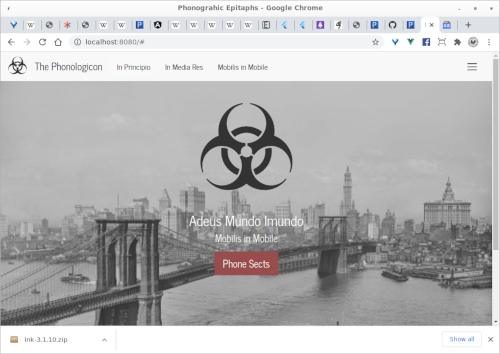 Phonograhic Epitaphs - Google Chrome
localhost:8080/#
The Phonologicon
In Principio
In Media Res
Mobilis in Mobile
Adeus Mundo Imundo
Mobilis in Mobile
Phone Sects
ink-3.1.10.zip
Show all